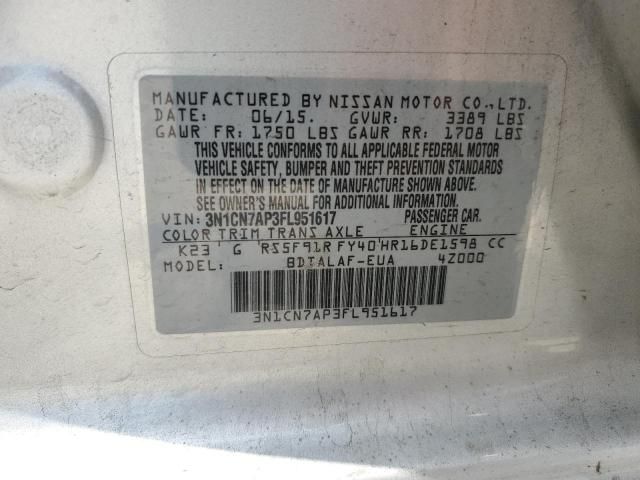 MANUFACTURED BY NISSAN MOTOR CO.,LTD.
DATE: 06/15. GVWR: 3389 LBS
GAWR FR: 1750 LBS GAWR RR: 1708 LBS
THIS VEHICLE CONFORMS TO ALL APPLICABLE FEDERAL MOTOR
VEHICLE SAFETY, BUMPER AND THEFT PREVENTION STANDARDS
IN EFFECT ON THE DATE OF MANUFACTURE SHOWN ABOVE.
SEE OWNER'S MANUAL FOR ADDITIONAL INFORMATION.
VIN: 3N1CN7AP3FL951617 PASSENGER CAR.
COLOR TRIM TRANS AXLE ENGINE
K23 G RS5F91R FY40 HR16DE1598 CC
MODEL: BDTALAF-EUA 4Z000
3N1CN7AP3FL951617